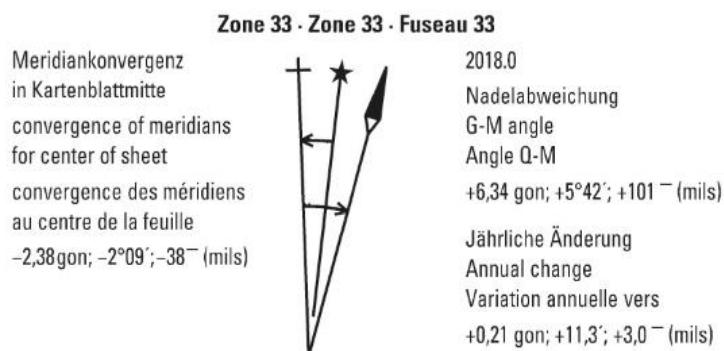 Zone 33 · Zone 33 · Fuseau 33
Meridiankonvergenz
in Kartenblattmitte
convergence of meridians
for center of sheet
convergence des méridiens
au centre de la feuille
−2,38gon; −2°09´;−38¯ (mils)
2018.0
Nadelabweichung
G-M angle
Angle Q-M
+6,34 gon; +5°42´; +101 ¯ (mils)
Jährliche Änderung
Annual change
Variation annuelle vers
+0,21 gon; +11,3´; +3,0 ¯ (mils)